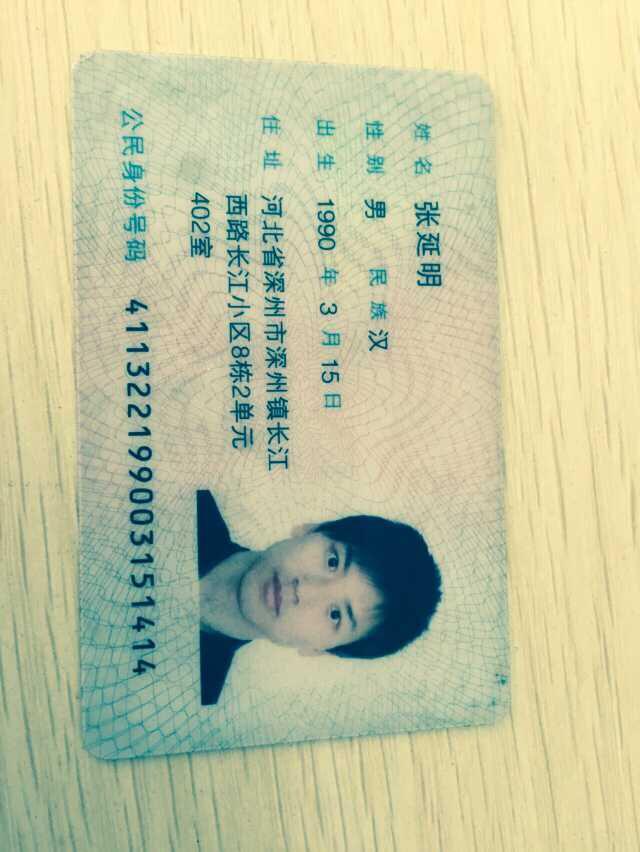 姓名 张延明
性别 男 民族 汉
出生 1990 年 3 月 15 日
住址 河北省深州市深州镇长江
西路长江小区8栋2单元
402室
公民身份号码 411322199003151414